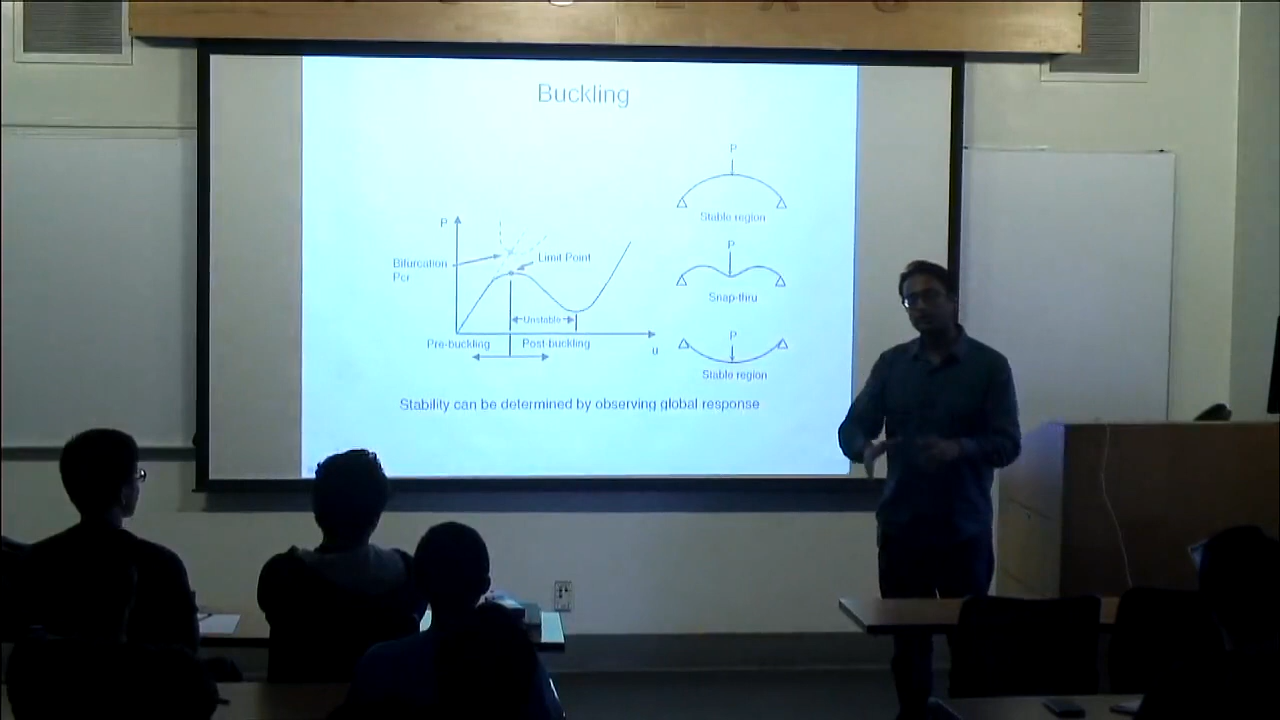 Buckling
P
Stable region
P
Bifurcation
Pcr
Limit Point
Unstable
Pre-buckling
Post-buckling
u
P
Snap-thru
P
Stable region
Stability can be determined by observing global response